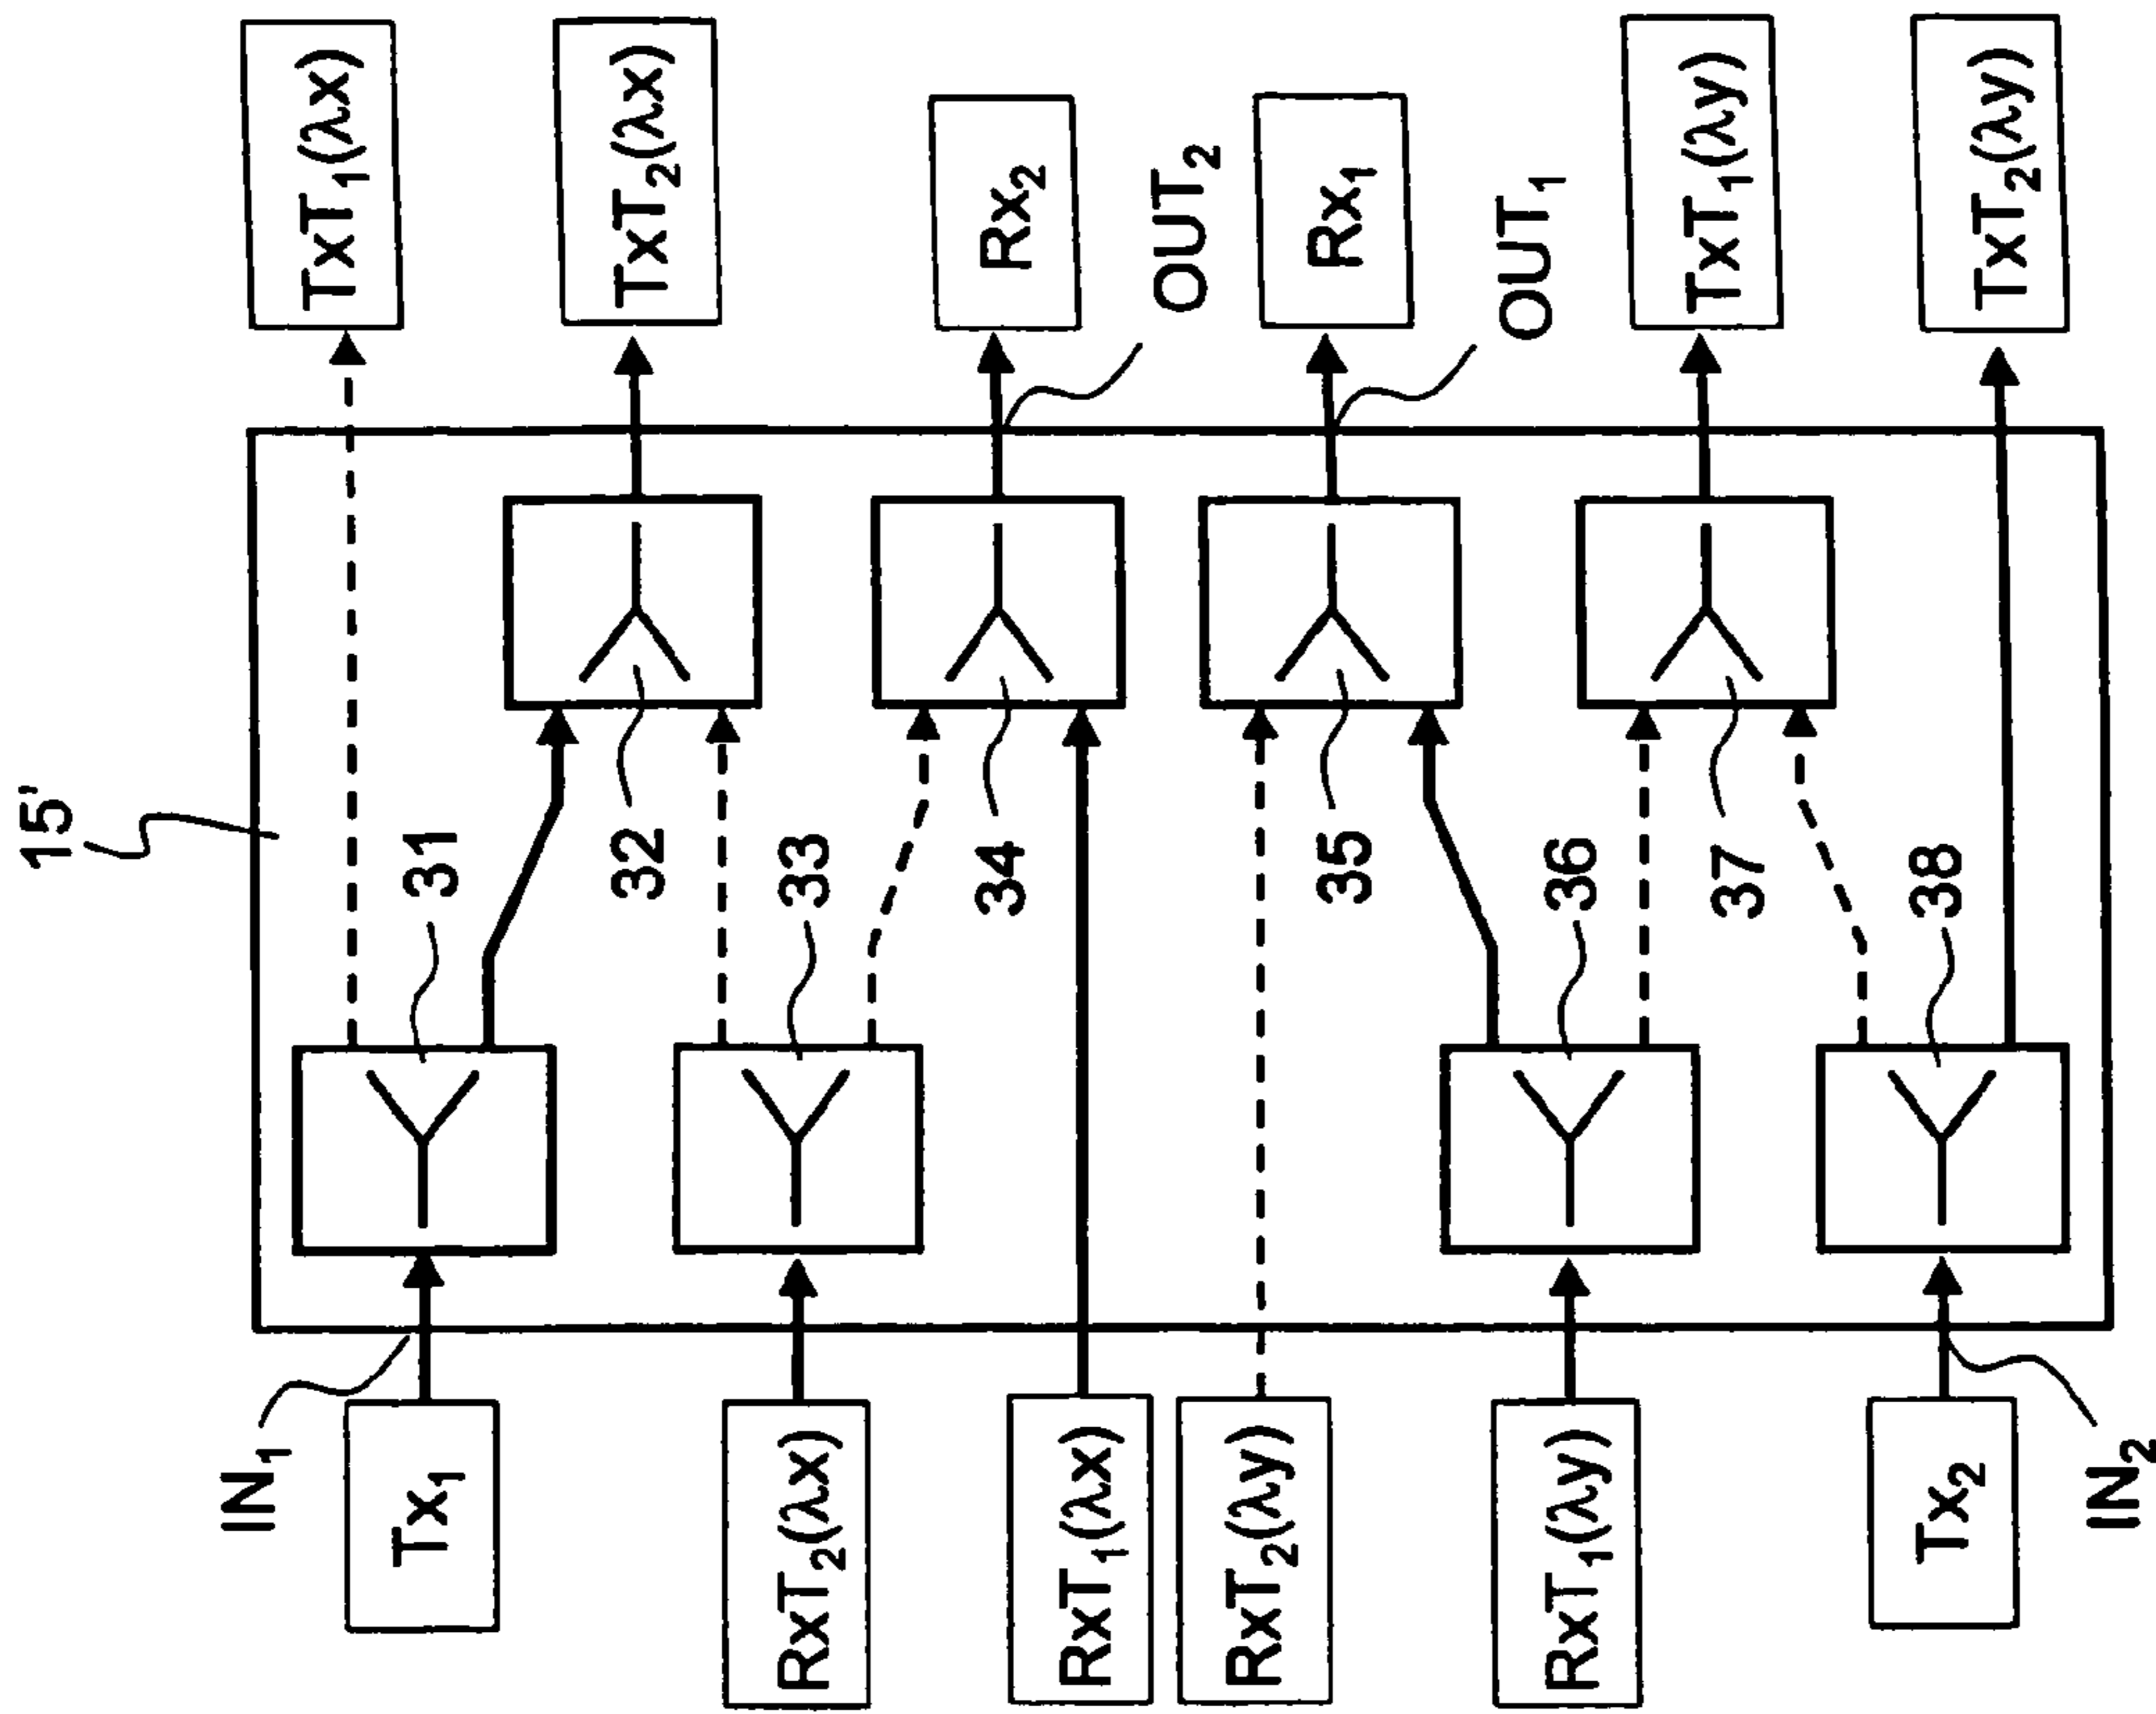 15'
TxT1(λx)
TxT2(λx)
Rx2
OUT2
Rx1
OUT1
TxT1(λy)
TxT2(λy)
31
32
33
34
35
36
37
38
IN1
Tx1
RxT2(λx)
RxT1(λx)
RxT2(λy)
RxT1(λy)
Tx2
IN2